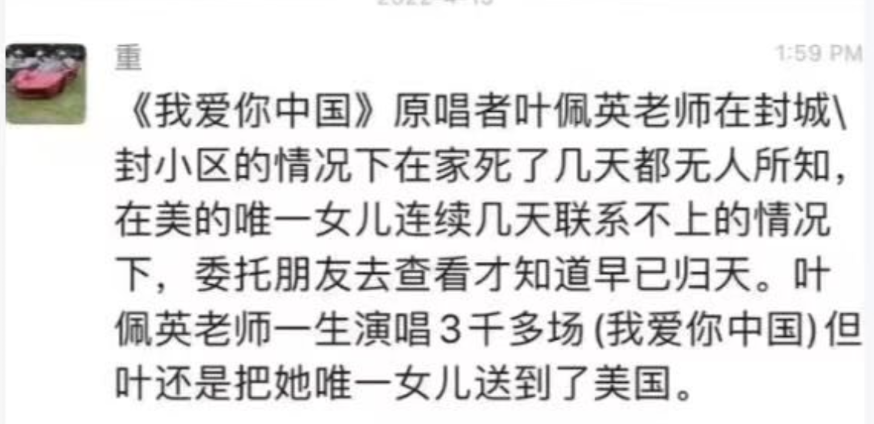 2022-4-15
重
1:59 PM
《我爱你中国》原唱者叶佩英老师在封城\
封小区的情况下在家死了几天都无人所知，
在美的唯一女儿连续几天联系不上的情况
下，委托朋友去查看才知道早已归天。叶
佩英老师一生演唱3千多场(我爱你中国)但
叶还是把她唯一女儿送到了美国。